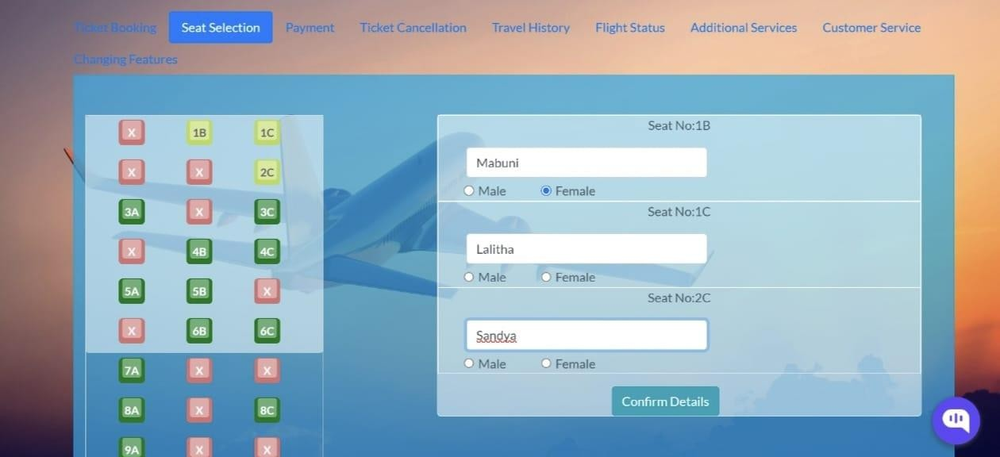 Ticket Booking Seat Selection Payment Ticket Cancellation Travel History Flight Status Additional Services Customer Service
Changing Features
X 1B 1C
X X 2C
3A X 3C
X 4B 4C
5A 5B X
X 6B 6C
7A X X
8A X 8C
9A X X
Seat No:1B
Mabuni
Male Female
Seat No:1C
Lalitha
Male Female
Seat No:2C
Sandya
Male Female
Confirm Details